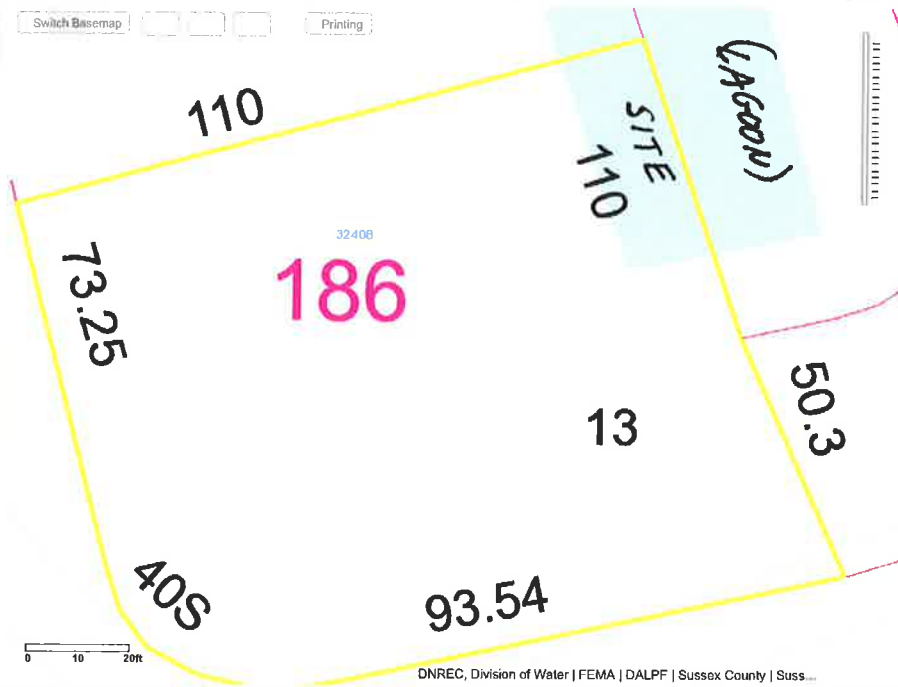 Switch Basemap
Printing
110
(LAGOON)
SITE
110
32408
186
73.25
50.3
13
40S
93.54
0 10 20ft
DNREC, Division of Water | FEMA | DALPF | Sussex County | Suss...